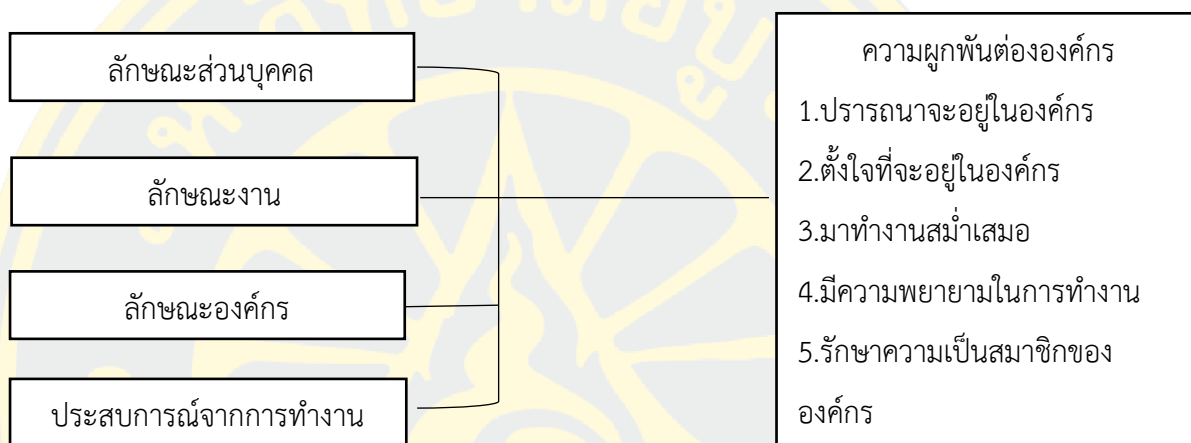 ลักษณะส่วนบุคคล
ลักษณะงาน
ลักษณะองค์กร
ประสบการณ์จากการทำงาน
ความผูกพันต่อองค์กร
1.ปรารถนาจะอยู่ในองค์กร
2.ตั้งใจที่จะอยู่ในองค์กร
3.มาทำงานสม่ำเสมอ
4.มีความพยายามในการทำงาน
5.รักษาความเป็นสมาชิกของ
องค์กร